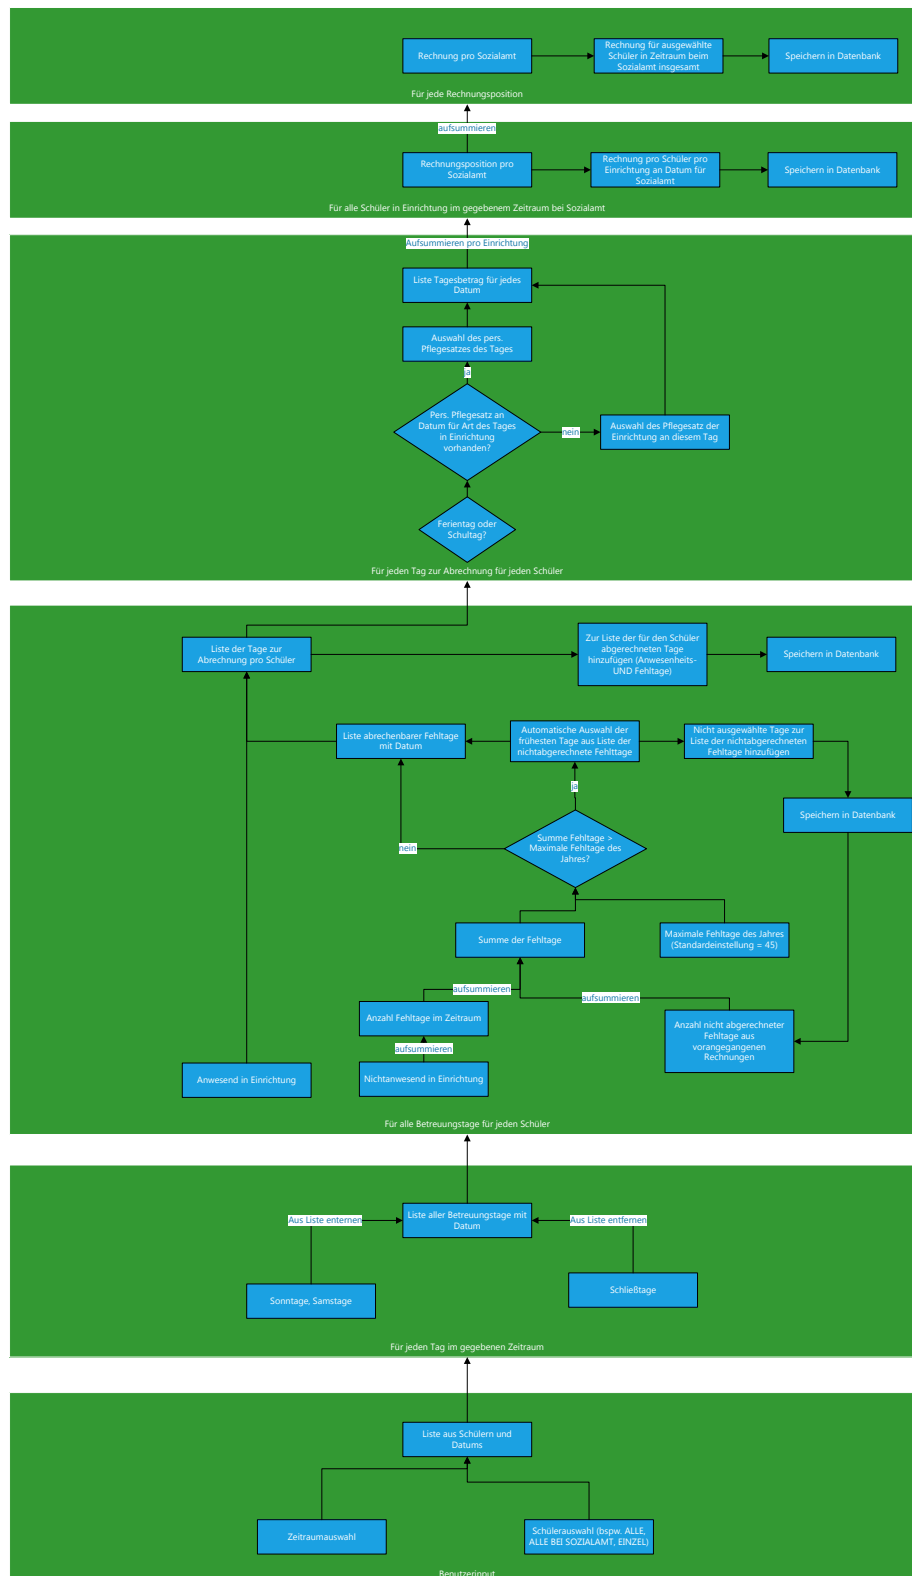 Rechnung pro Sozialamt
Rechnung für ausgewählte
Schüler in Zeitraum beim
Sozialamt insgesamt
Speichern in Datenbank
Für jede Rechnungsposition
aufsummieren
Rechnungsposition pro
Sozialamt
Rechnung pro Schüler pro
Einrichtung an Datum für
Sozialamt
Speichern in Datenbank
Für alle Schüler in Einrichtung im gegebenem Zeitraum bei Sozialamt
Aufsummieren pro Einrichtung
Liste Tagesbetrag für jedes
Datum
Auswahl des pers.
Pflegesatzes des Tages
ja
Pers. Pflegesatz an
Datum für Art des Tages
in Einrichtung
vorhanden?
nein
Auswahl des Pflegesatz der
Einrichtung an diesem Tag
Ferientag oder
Schultag?
Für jeden Tag zur Abrechnung für jeden Schüler
Liste der Tage zur
Abrechnung pro Schüler
Zur Liste der für den Schüler
abgerechneten Tage
hinzufügen (Anwesenheits-
UND Fehltage)
Speichern in Datenbank
Liste abrechenbarer Fehltage
mit Datum
Automatische Auswahl der
frühesten Tage aus Liste der
nichtabgerechnete Fehlttage
Nicht ausgewählte Tage zur
Liste der nichtabgerechneten
Fehltage hinzufügen
ja
Speichern in Datenbank
Summe Fehltage >
Maximale Fehltage des
Jahres?
nein
Summe der Fehltage
Maximale Fehltage des Jahres
(Standardeinstellung = 45)
aufsummieren
aufsummieren
Anzahl Fehltage im Zeitraum
Anzahl nicht abgerechneter
Fehltage aus
vorangegangenen
Rechnungen
aufsummieren
Anwesend in Einrichtung
Nichtanwesend in Einrichtung
Für alle Betreuungstage für jeden Schüler
Liste aller Betreuungstage mit
Datum
Aus Liste enternen
Aus Liste entfernen
Sonntage, Samstage
Schließtage
Für jeden Tag im gegebenen Zeitraum
Liste aus Schülern und
Datums
Zeitraumauswahl
Schülerauswahl (bspw. ALLE,
ALLE BEI SOZIALAMT, EINZEL)
Benutzerinput